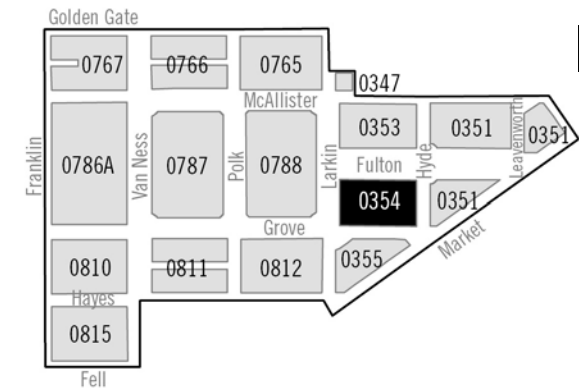 Golden Gate
0767
0766
0765
0347
McAllister
0353
0351
Leavenworth
0351
Franklin
0786A
Van Ness
0787
Polk
0788
Larkin
Fulton
Hyde
0354
0351
Grove
Market
0810
0811
0812
0355
Hayes
0815
Fell